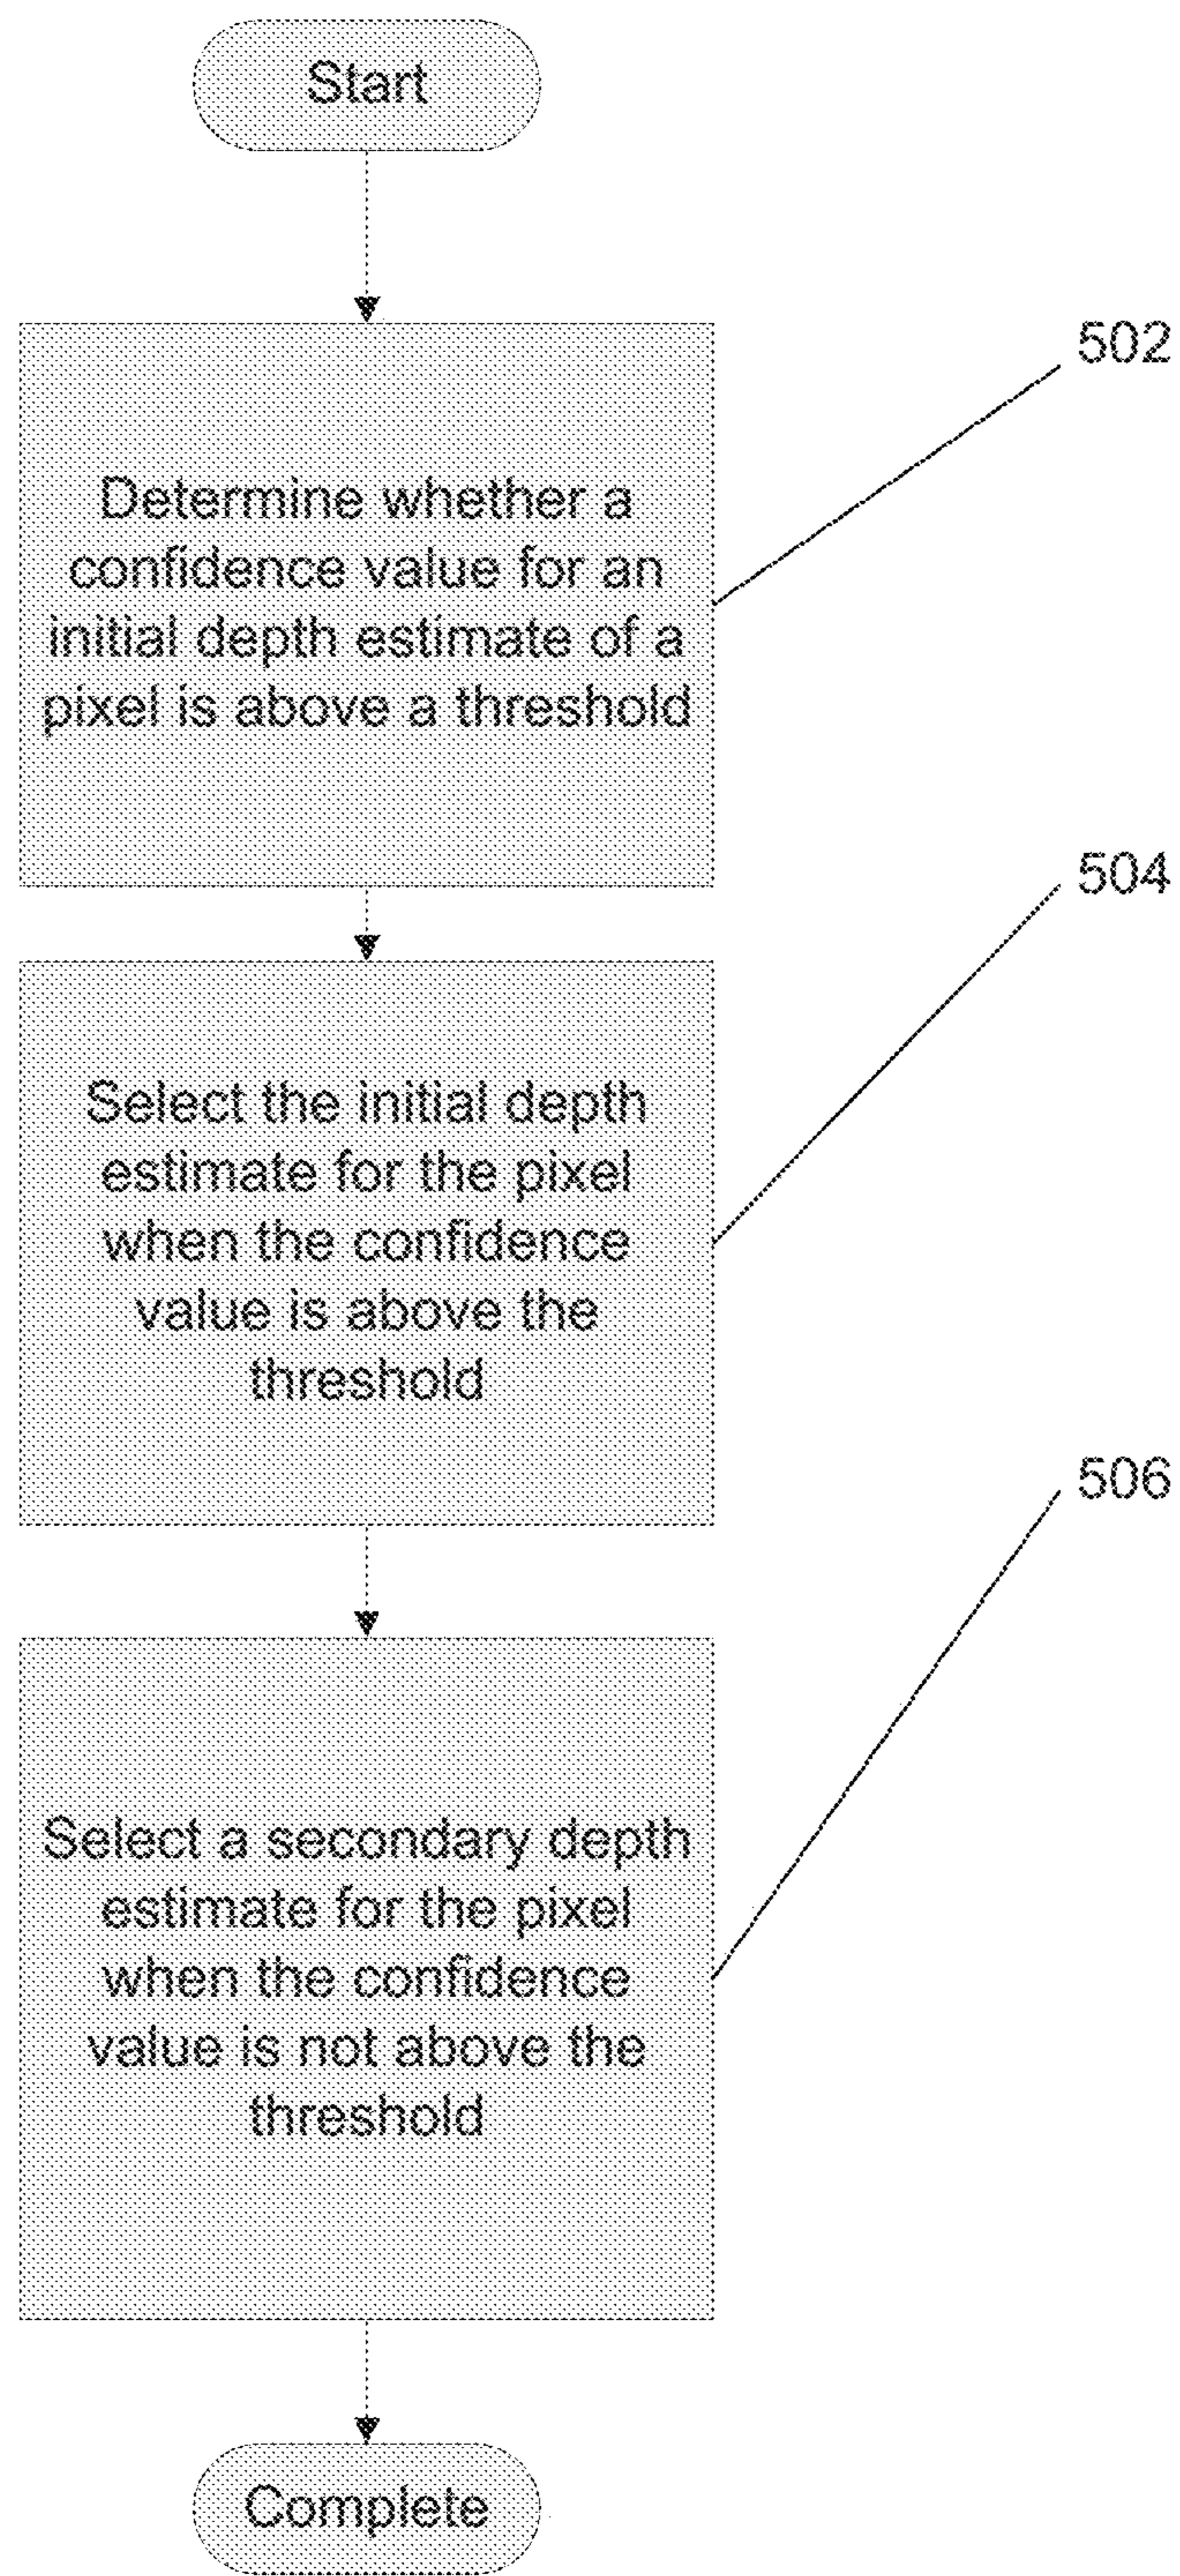 Start
502
Determine whether a
confidence value for an
initial depth estimate of a
pixel is above a threshold
504
Select the initial depth
estimate for the pixel
when the confidence
value is above the
threshold
506
Select a secondary depth
estimate for the pixel
when the confidence
value is not above the
threshold
Complete